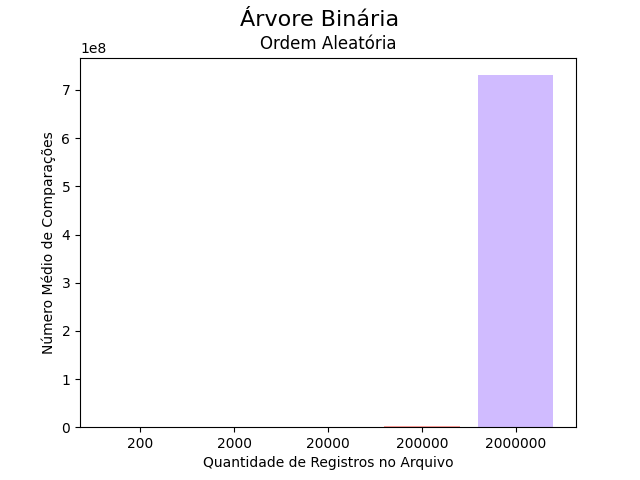 Árvore Binária
Ordem Aleatória
1e8
7
6
5
4
3
2
1
0
Número Médio de Comparações
200 2000 20000 200000 2000000
Quantidade de Registros no Arquivo